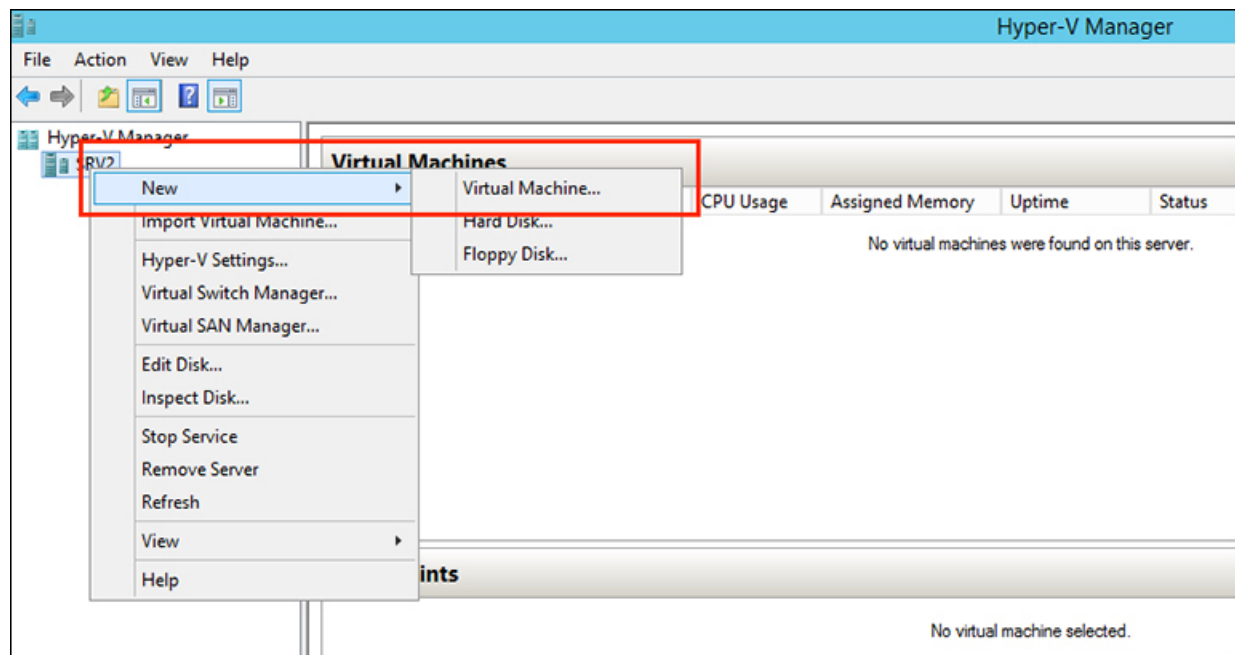 Hyper-V Manager
File Action View Help
Hyper-V Manager
SRV2
Virtual Machines
New
Virtual Machine...
CPU Usage Assigned Memory Uptime Status
Import Virtual Machine...
Hard Disk...
No virtual machines were found on this server.
Floppy Disk...
Hyper-V Settings...
Virtual Switch Manager...
Virtual SAN Manager...
Edit Disk...
Inspect Disk...
Stop Service
Remove Server
Refresh
View
Help
ints
No virtual machine selected.